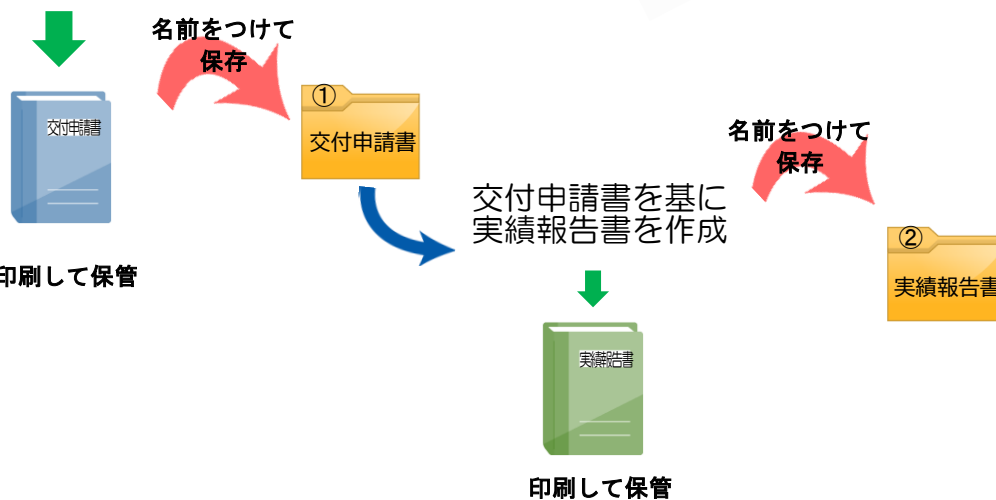 名前をつけて
保存
交付申請書
①
交付申請書
印刷して保管
名前をつけて
保存
交付申請書を基に
実績報告書を作成
②
実績報告書
実績報告書
印刷して保管